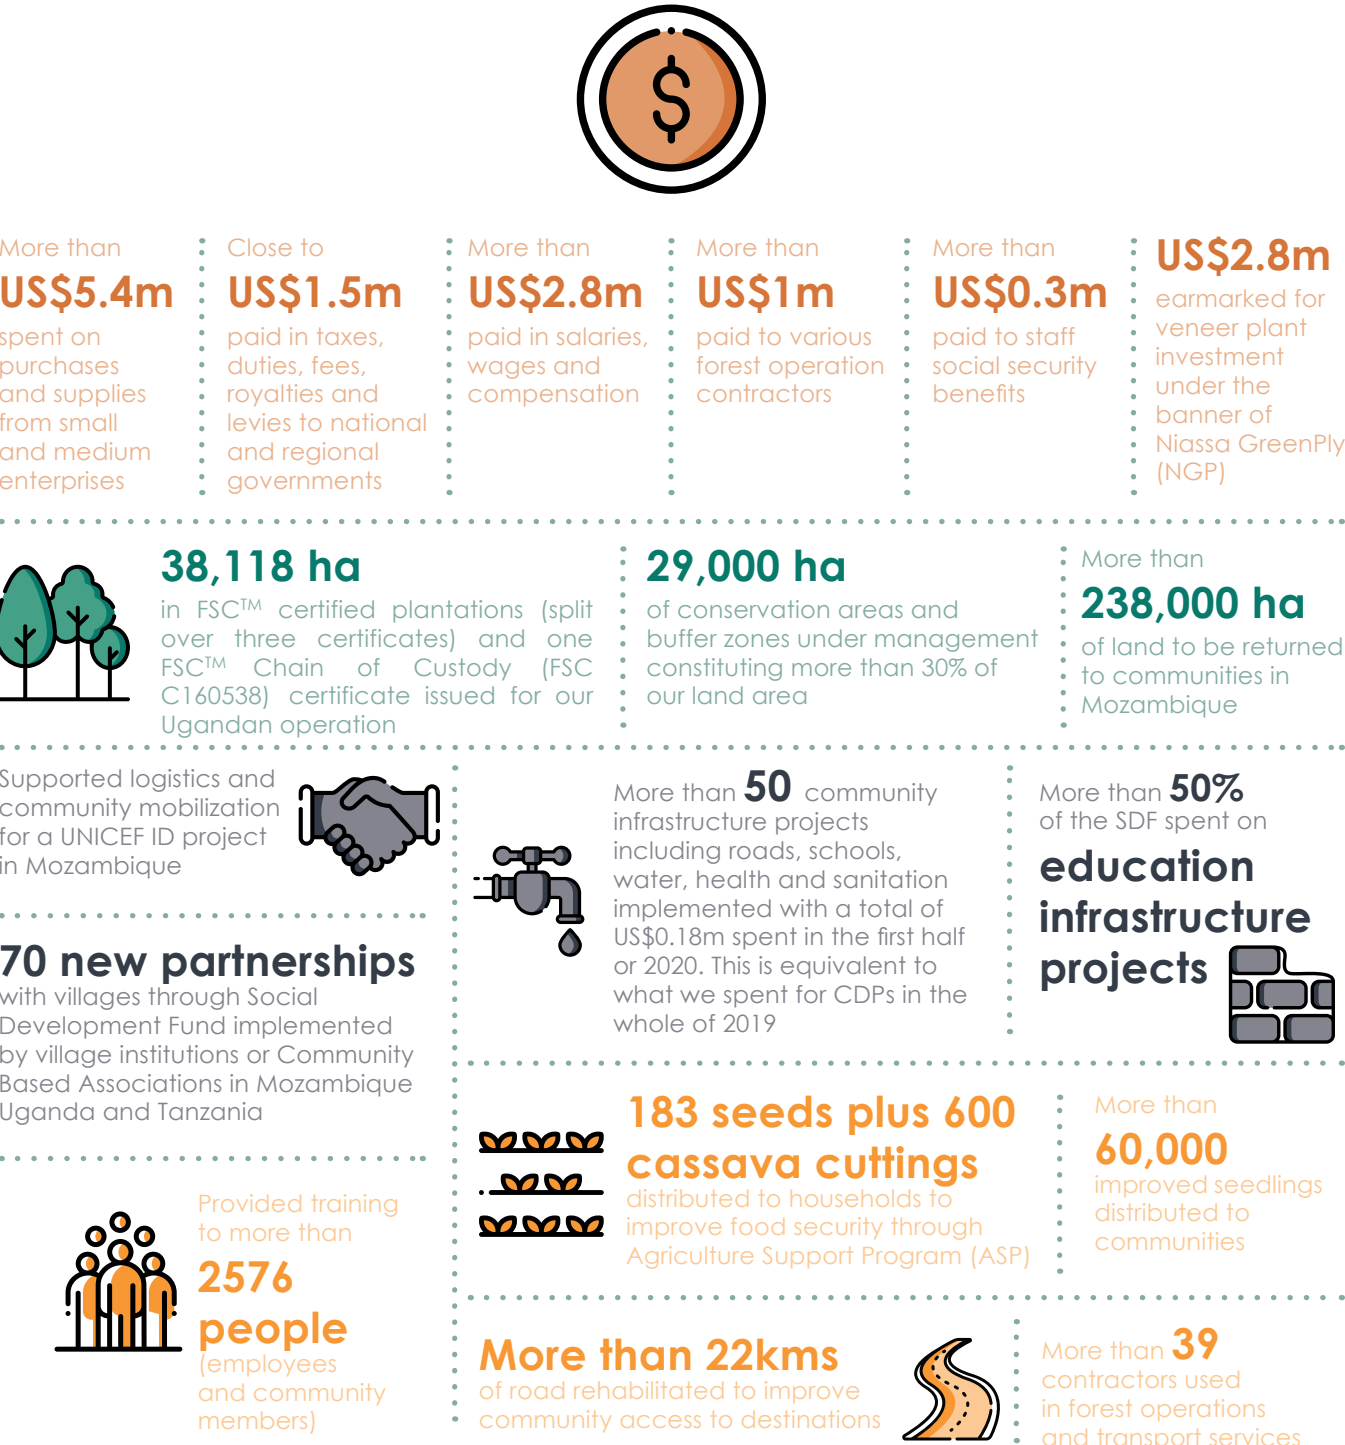 $
More than
US$5.4m
spent on
purchases
and supplies
from small
and medium
enterprises
Close to
US$1.5m
paid in taxes,
duties, fees,
royalties and
levies to national
and regional
governments
More than
US$2.8m
paid in salaries,
wages and
compensation
More than
US$1m
paid to various
forest operation
contractors
More than
US$0.3m
paid to staff
social security
benefits
US$2.8m
earmarked for
veneer plant
investment
under the
banner of
Niassa GreenPly
(NGP)
38,118 ha
in FSC™ certified plantations (split
over three certificates) and one
FSC™ Chain of Custody (FSC
C160538) certificate issued for our
Ugandan operation
29,000 ha
of conservation areas and
buffer zones under management
constituting more than 30% of
our land area
More than
238,000 ha
of land to be returned
to communities in
Mozambique
Supported logistics and
community mobilization
for a UNICEF ID project
in Mozambique
70 new partnerships
with villages through Social
Development Fund implemented
by village institutions or Community
Based Associations in Mozambique
Uganda and Tanzania
Provided training
to more than
2576
people
(employees
and community
members)
More than 50 community
infrastructure projects
including roads, schools,
water, health and sanitation
implemented with a total of
US$0.18m spent in the first half
or 2020. This is equivalent to
what we spent for CDPs in the
whole of 2019
More than 50%
of the SDF spent on
education
infrastructure
projects
183 seeds plus 600
cassava cuttings
distributed to households to
improve food security through
Agriculture Support Program (ASP)
More than
60,000
improved seedlings
distributed to
communities
More than 22kms
of road rehabilitated to improve
community access to destinations
More than 39
contractors used
in forest operations
and transport services